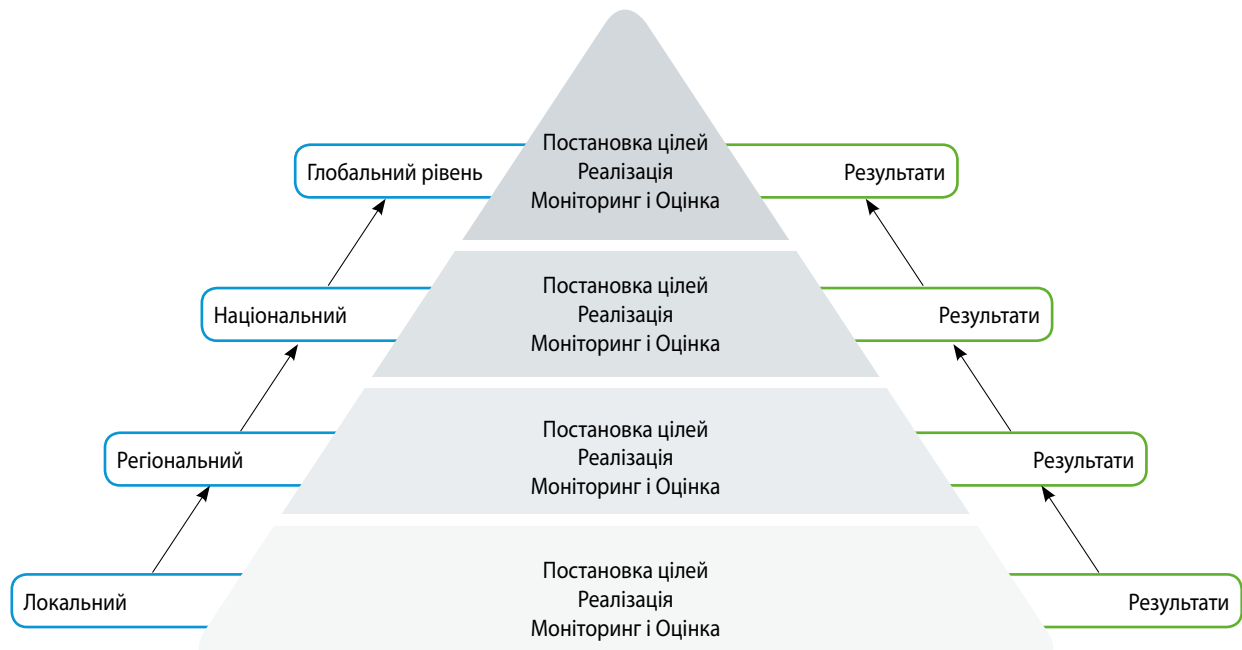 Постановка цілей
Глобальний рівень
Реалізація
Результати
Моніторинг і Оцінка
Постановка цілей
Національний
Реалізація
Результати
Моніторинг і Оцінка
Постановка цілей
Регіональний
Реалізація
Результати
Моніторинг і Оцінка
Постановка цілей
Локальний
Реалізація
Результати
Моніторинг і Оцінка